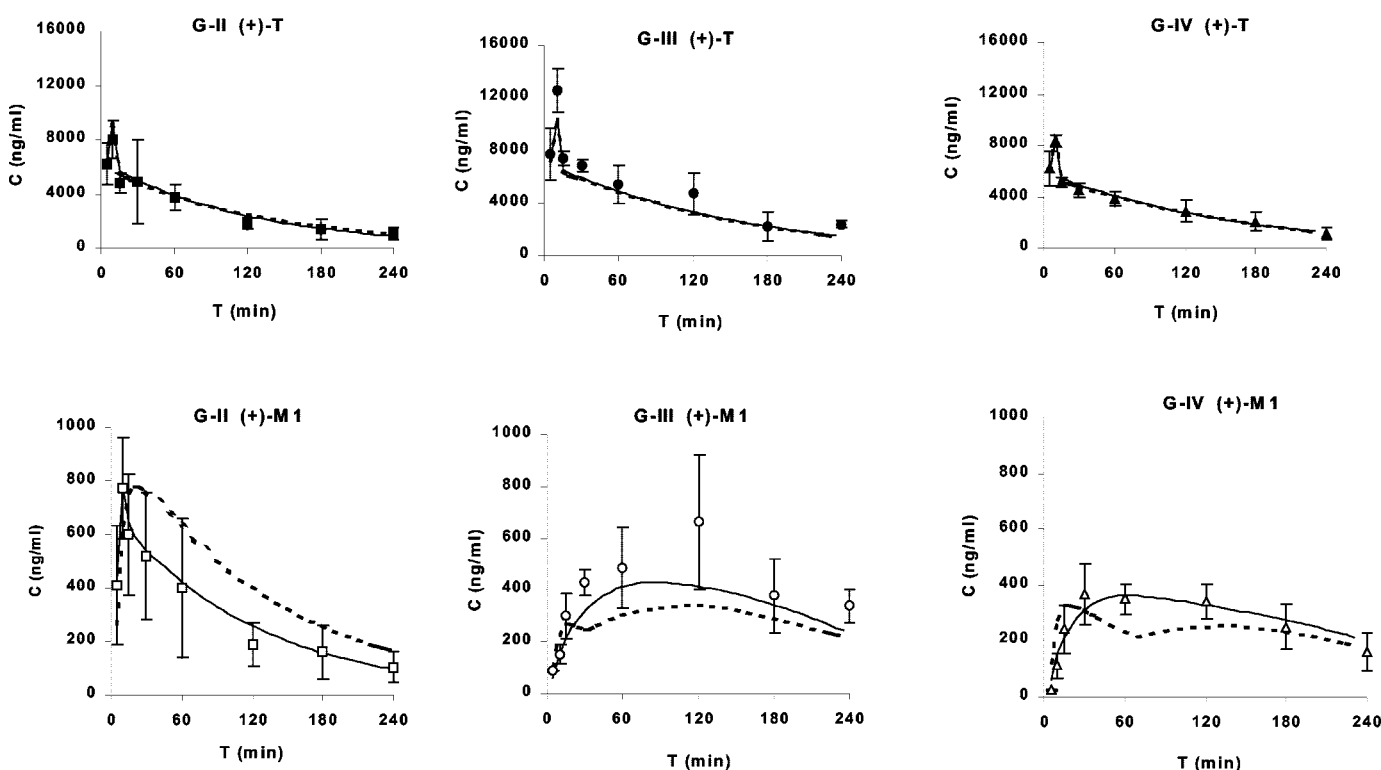 G-II (+)-T
16000
12000
8000
4000
0
C (ng/ml)
0 60 120 180 240
T (min)
G-III (+)-T
16000
12000
8000
4000
0
C (ng/ml)
0 60 120 180 240
T (min)
G-IV (+)-T
16000
12000
8000
4000
0
C (ng/ml)
0 60 120 180 240
T (min)
G-II (+)-M1
1000
800
600
400
200
0
C (ng/ml)
0 60 120 180 240
T (min)
G-III (+)-M1
1000
800
600
400
200
0
C (ng/ml)
0 60 120 180 240
T (min)
G-IV (+)-M1
1000
800
600
400
200
0
C (ng/ml)
0 60 120 180 240
T (min)